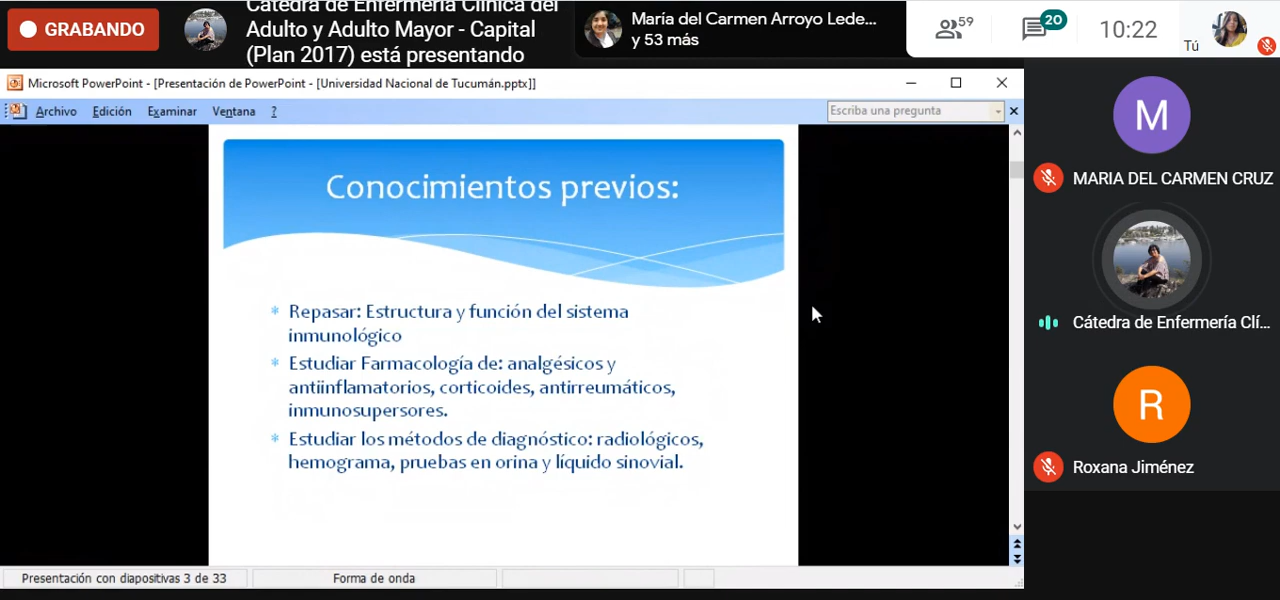 GRABANDO
Cátedra de Enfermería Clínica del
Adulto y Adulto Mayor - Capital
(Plan 2017) está presentando
María del Carmen Arroyo Lede...
y 53 más
59
20
10:22
Tú
Microsoft PowerPoint - [Presentación de PowerPoint - [Universidad Nacional de Tucumán.pptx]]
Archivo Edición Examinar Ventana ?
Escriba una pregunta
Conocimientos previos:
* Repasar: Estructura y función del sistema
inmunológico
* Estudiar Farmacología de: analgésicos y
antiinflamatorios, corticoides, antirreumáticos,
inmunosupersores.
* Estudiar los métodos de diagnóstico: radiológicos,
hemograma, pruebas en orina y líquido sinovial.
Presentación con diapositivas 3 de 33
Forma de onda
M
MARIA DEL CARMEN CRUZ
Cátedra de Enfermería Clí...
R
Roxana Jiménez